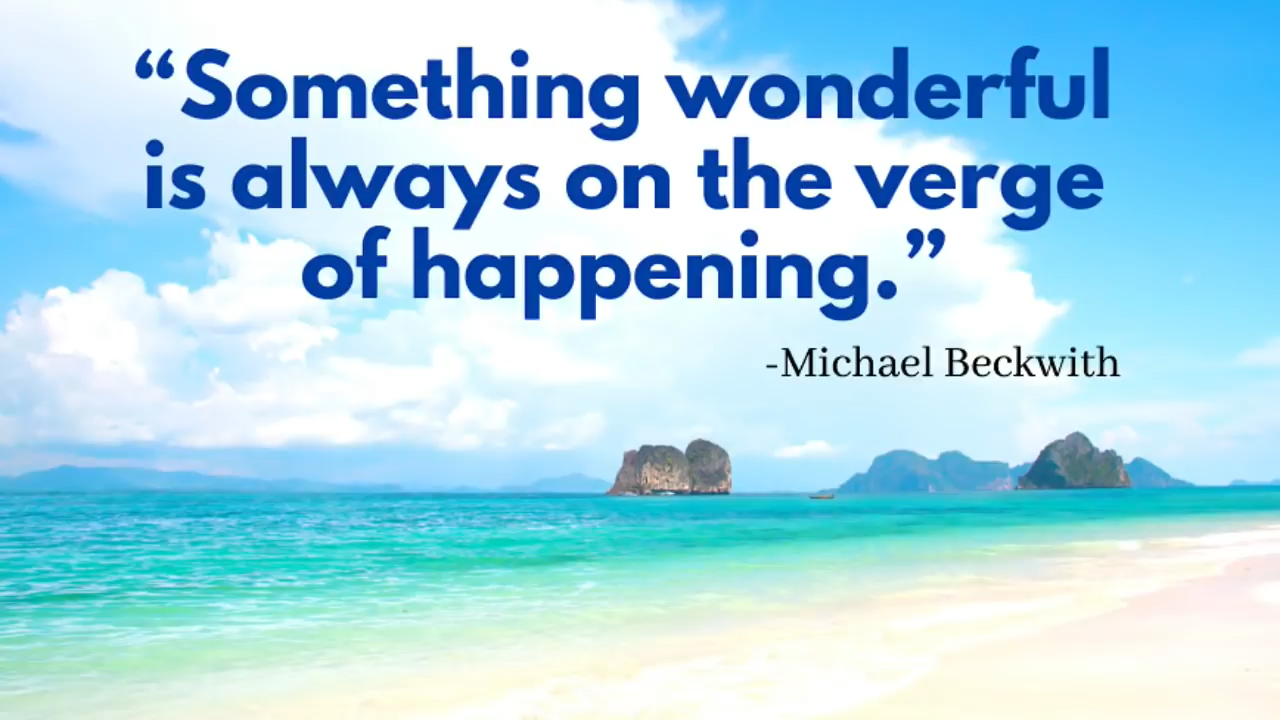 “Something wonderful
is always on the verge
of happening.”
-Michael Beckwith